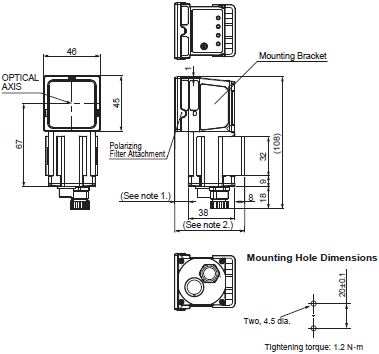 46
OPTICAL
AXIS
45
67
1
Mounting Bracket
Polarizing
Filter Attachment
(108)
32
9
18
(See note 1.)
8
38
(See note 2.)
Mounting Hole Dimensions
Two, 4.5 dia.
20±0.1
Tightening torque: 1.2 N·m